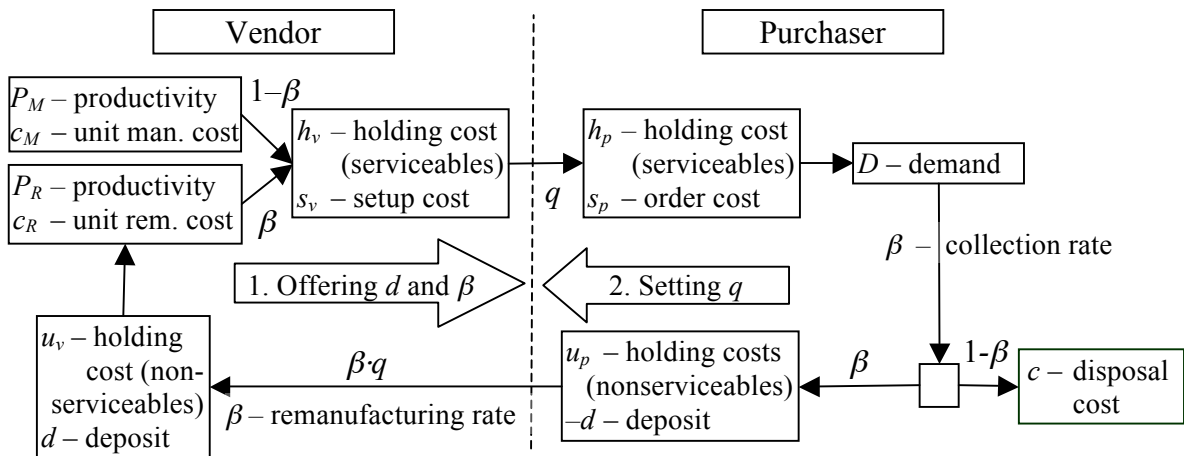 Vendor
Purchaser
P_M – productivity
c_M – unit man. cost
1–β
P_R – productivity
c_R – unit rem. cost
β
h_v – holding cost
(serviceables)
s_v – setup cost
q
h_p – holding cost
(serviceables)
s_p – order cost
D – demand
β – collection rate
1. Offering d and β
2. Setting q
u_v – holding
cost (non-
serviceables)
d – deposit
β·q
β – remanufacturing rate
u_p – holding costs
(nonserviceables)
–d – deposit
β
1-β
c – disposal
cost